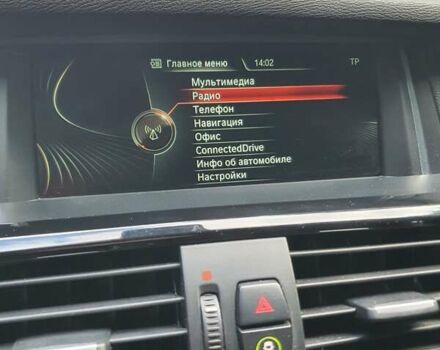 Главное меню 14:02 TP
Мультимедиа
Радио
Телефон
Навигация
Офис
ConnectedDrive
Инфо об автомобиле
Настройки